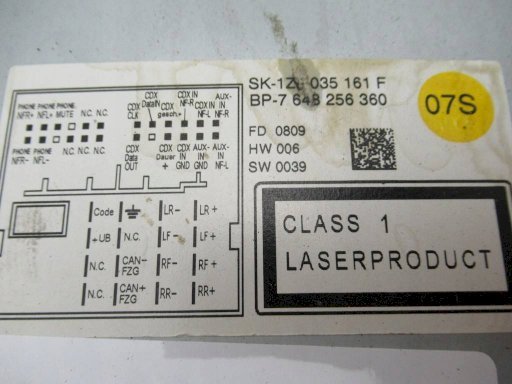 SK-1Z 035 161 F
BP-7 648 256 360
07S
FD 0809
HW 006
SW 0039
CLASS 1
LASERPRODUCT
CDX DataIN CDX gesch.+ CDX IN NF-R AUX-IN NF-R
CDX CLK CDX IN NF-L AUX-IN NF-L
PHONE NFR+ PHONE NFL+ PHONE MUTE N.C. N.C.
PHONE NFR- PHONE NFL- N.C. N.C. N.C.
CDX Data OUT CDX Dauer + CDX IN GND AUX-IN GND AUX-IN NF-L
Code LR- LR+
+UB N.C. LF- LF+
N.C. CAN- FZG RF- RF+
N.C. CAN+ FZG RR- RR+